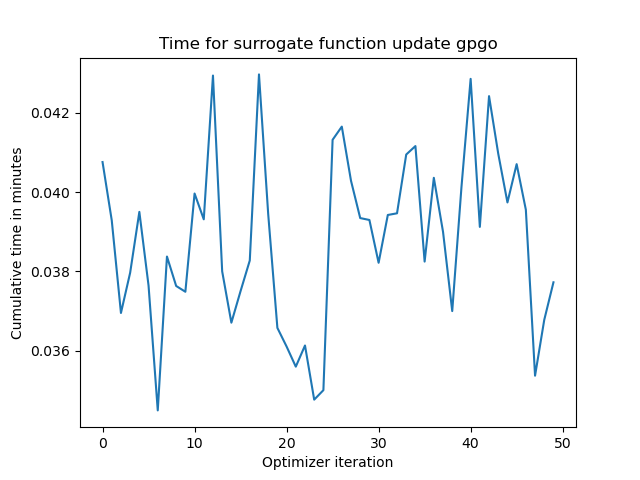 Time for surrogate function update gpgo
Cumulative time in minutes
0.042
0.040
0.038
0.036
0 10 20 30 40 50
Optimizer iteration